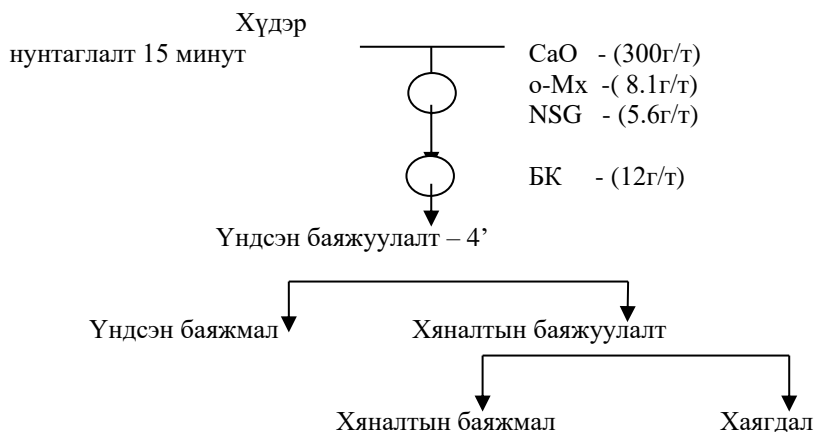 Хүдэр
нунтаглалт 15 минут
CaO - (300г/т)
о-Мх -( 8.1г/т)
NSG - (5.6г/т)
БК - (12г/т)
Үндсэн баяжуулалт – 4’
Үндсэн баяжмал
Хяналтын баяжуулалт
Хяналтын баяжмал
Хаягдал